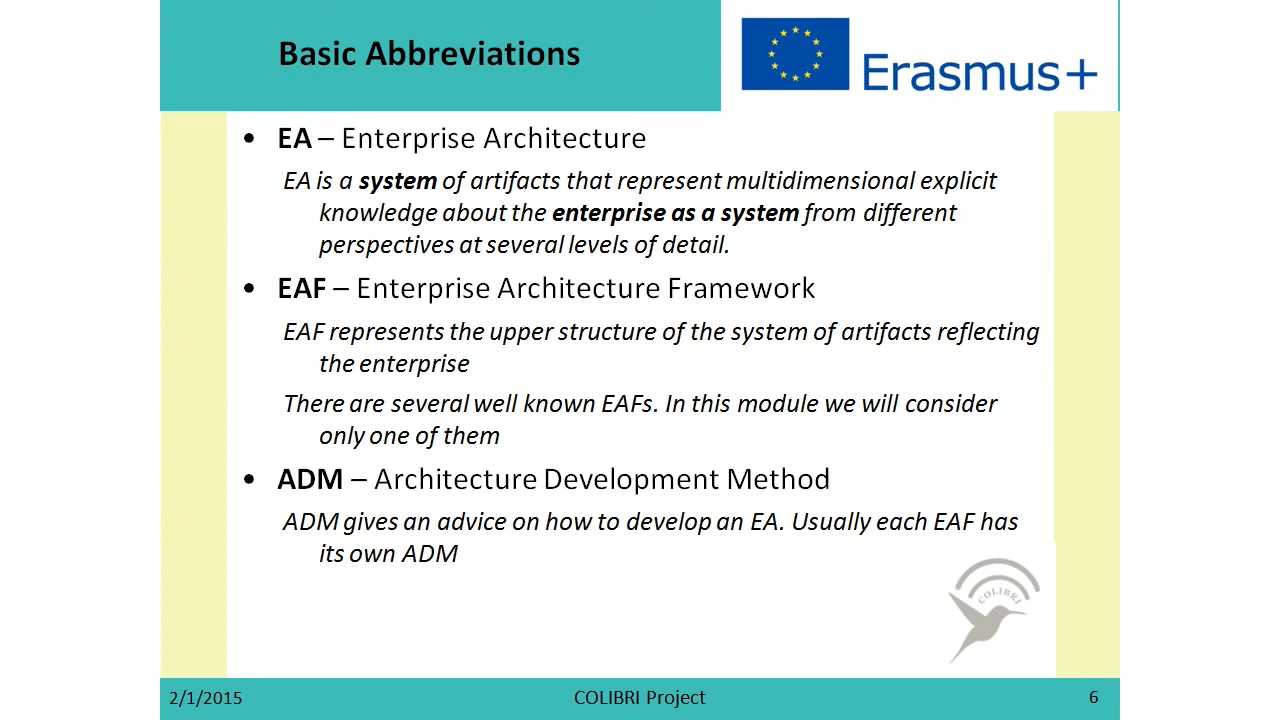 Basic Abbreviations
Erasmus+
• EA – Enterprise Architecture
EA is a system of artifacts that represent multidimensional explicit
knowledge about the enterprise as a system from different
perspectives at several levels of detail.
• EAF – Enterprise Architecture Framework
EAF represents the upper structure of the system of artifacts reflecting
the enterprise
There are several well known EAFs. In this module we will consider
only one of them
• ADM – Architecture Development Method
ADM gives an advice on how to develop an EA. Usually each EAF has
its own ADM
COLIBRI
2/1/2015
COLIBRI Project
6